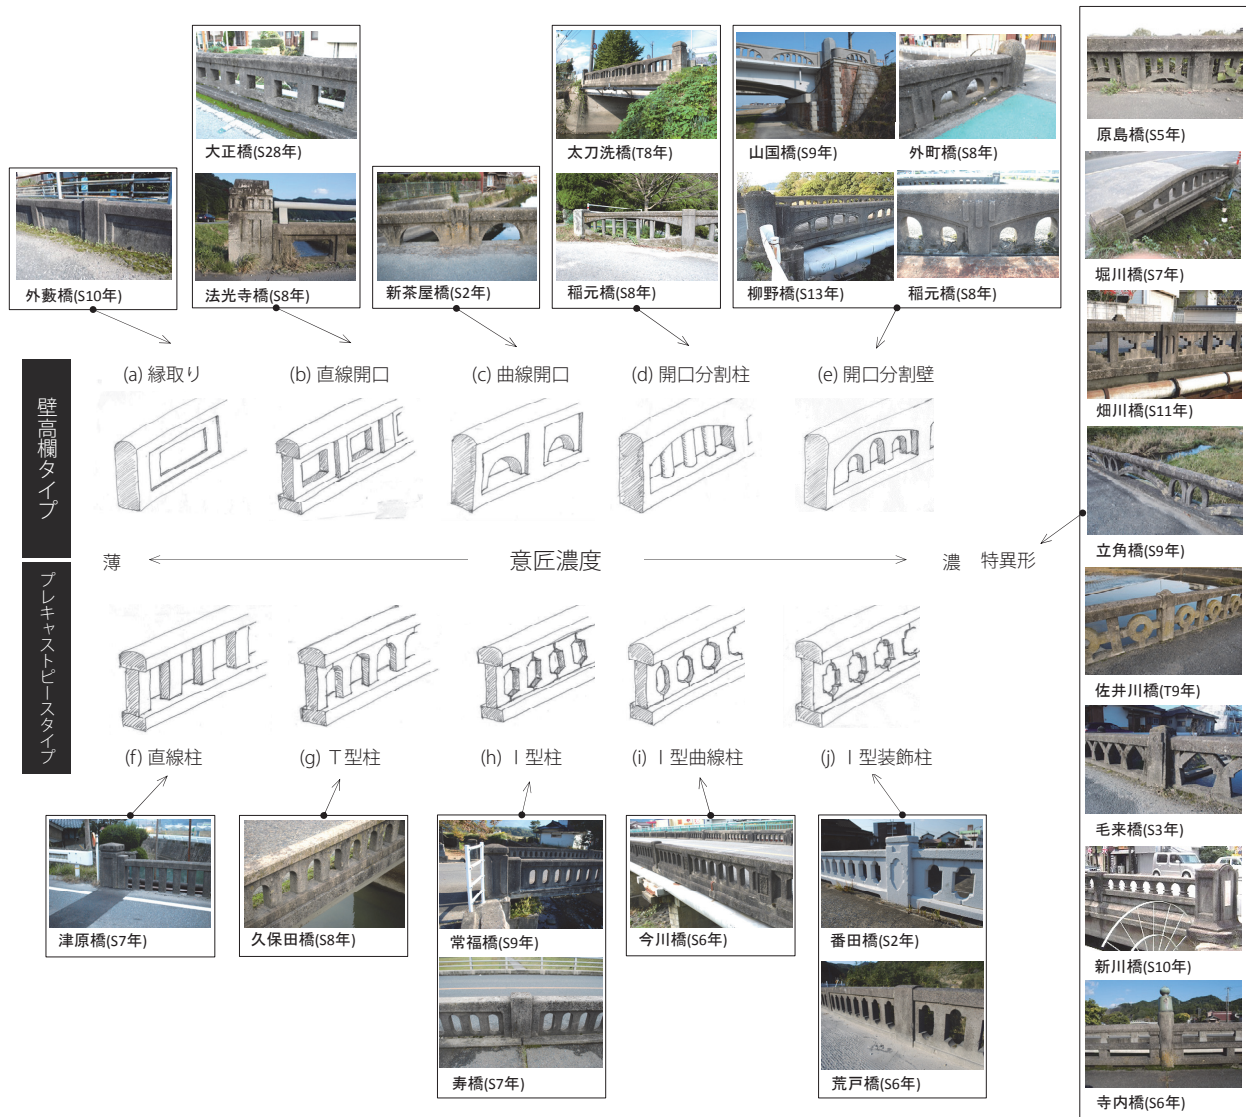 大正橋(S28年)
太刀洗橋(T8年)
山国橋(S9年)
外町橋(S8年)
原島橋(S5年)
外藪橋(S10年)
法光寺橋(S8年)
新茶屋橋(S2年)
稲元橋(S8年)
柳野橋(S13年)
稲元橋(S8年)
堀川橋(S7年)
畑川橋(S11年)
立角橋(S9年)
佐井川橋(T9年)
毛来橋(S3年)
新川橋(S10年)
寺内橋(S6年)
壁高欄タイプ
(a) 縁取り
(b) 直線開口
(c) 曲線開口
(d) 開口分割柱
(e) 開口分割壁
薄
意匠濃度
濃
特異形
プレキャストピースタイプ
(f) 直線柱
(g) T型柱
(h) I 型柱
(i) I 型曲線柱
(j) I 型装飾柱
津原橋(S7年)
久保田橋(S8年)
常福橋(S9年)
今川橋(S6年)
番田橋(S2年)
寿橋(S7年)
荒戸橋(S6年)